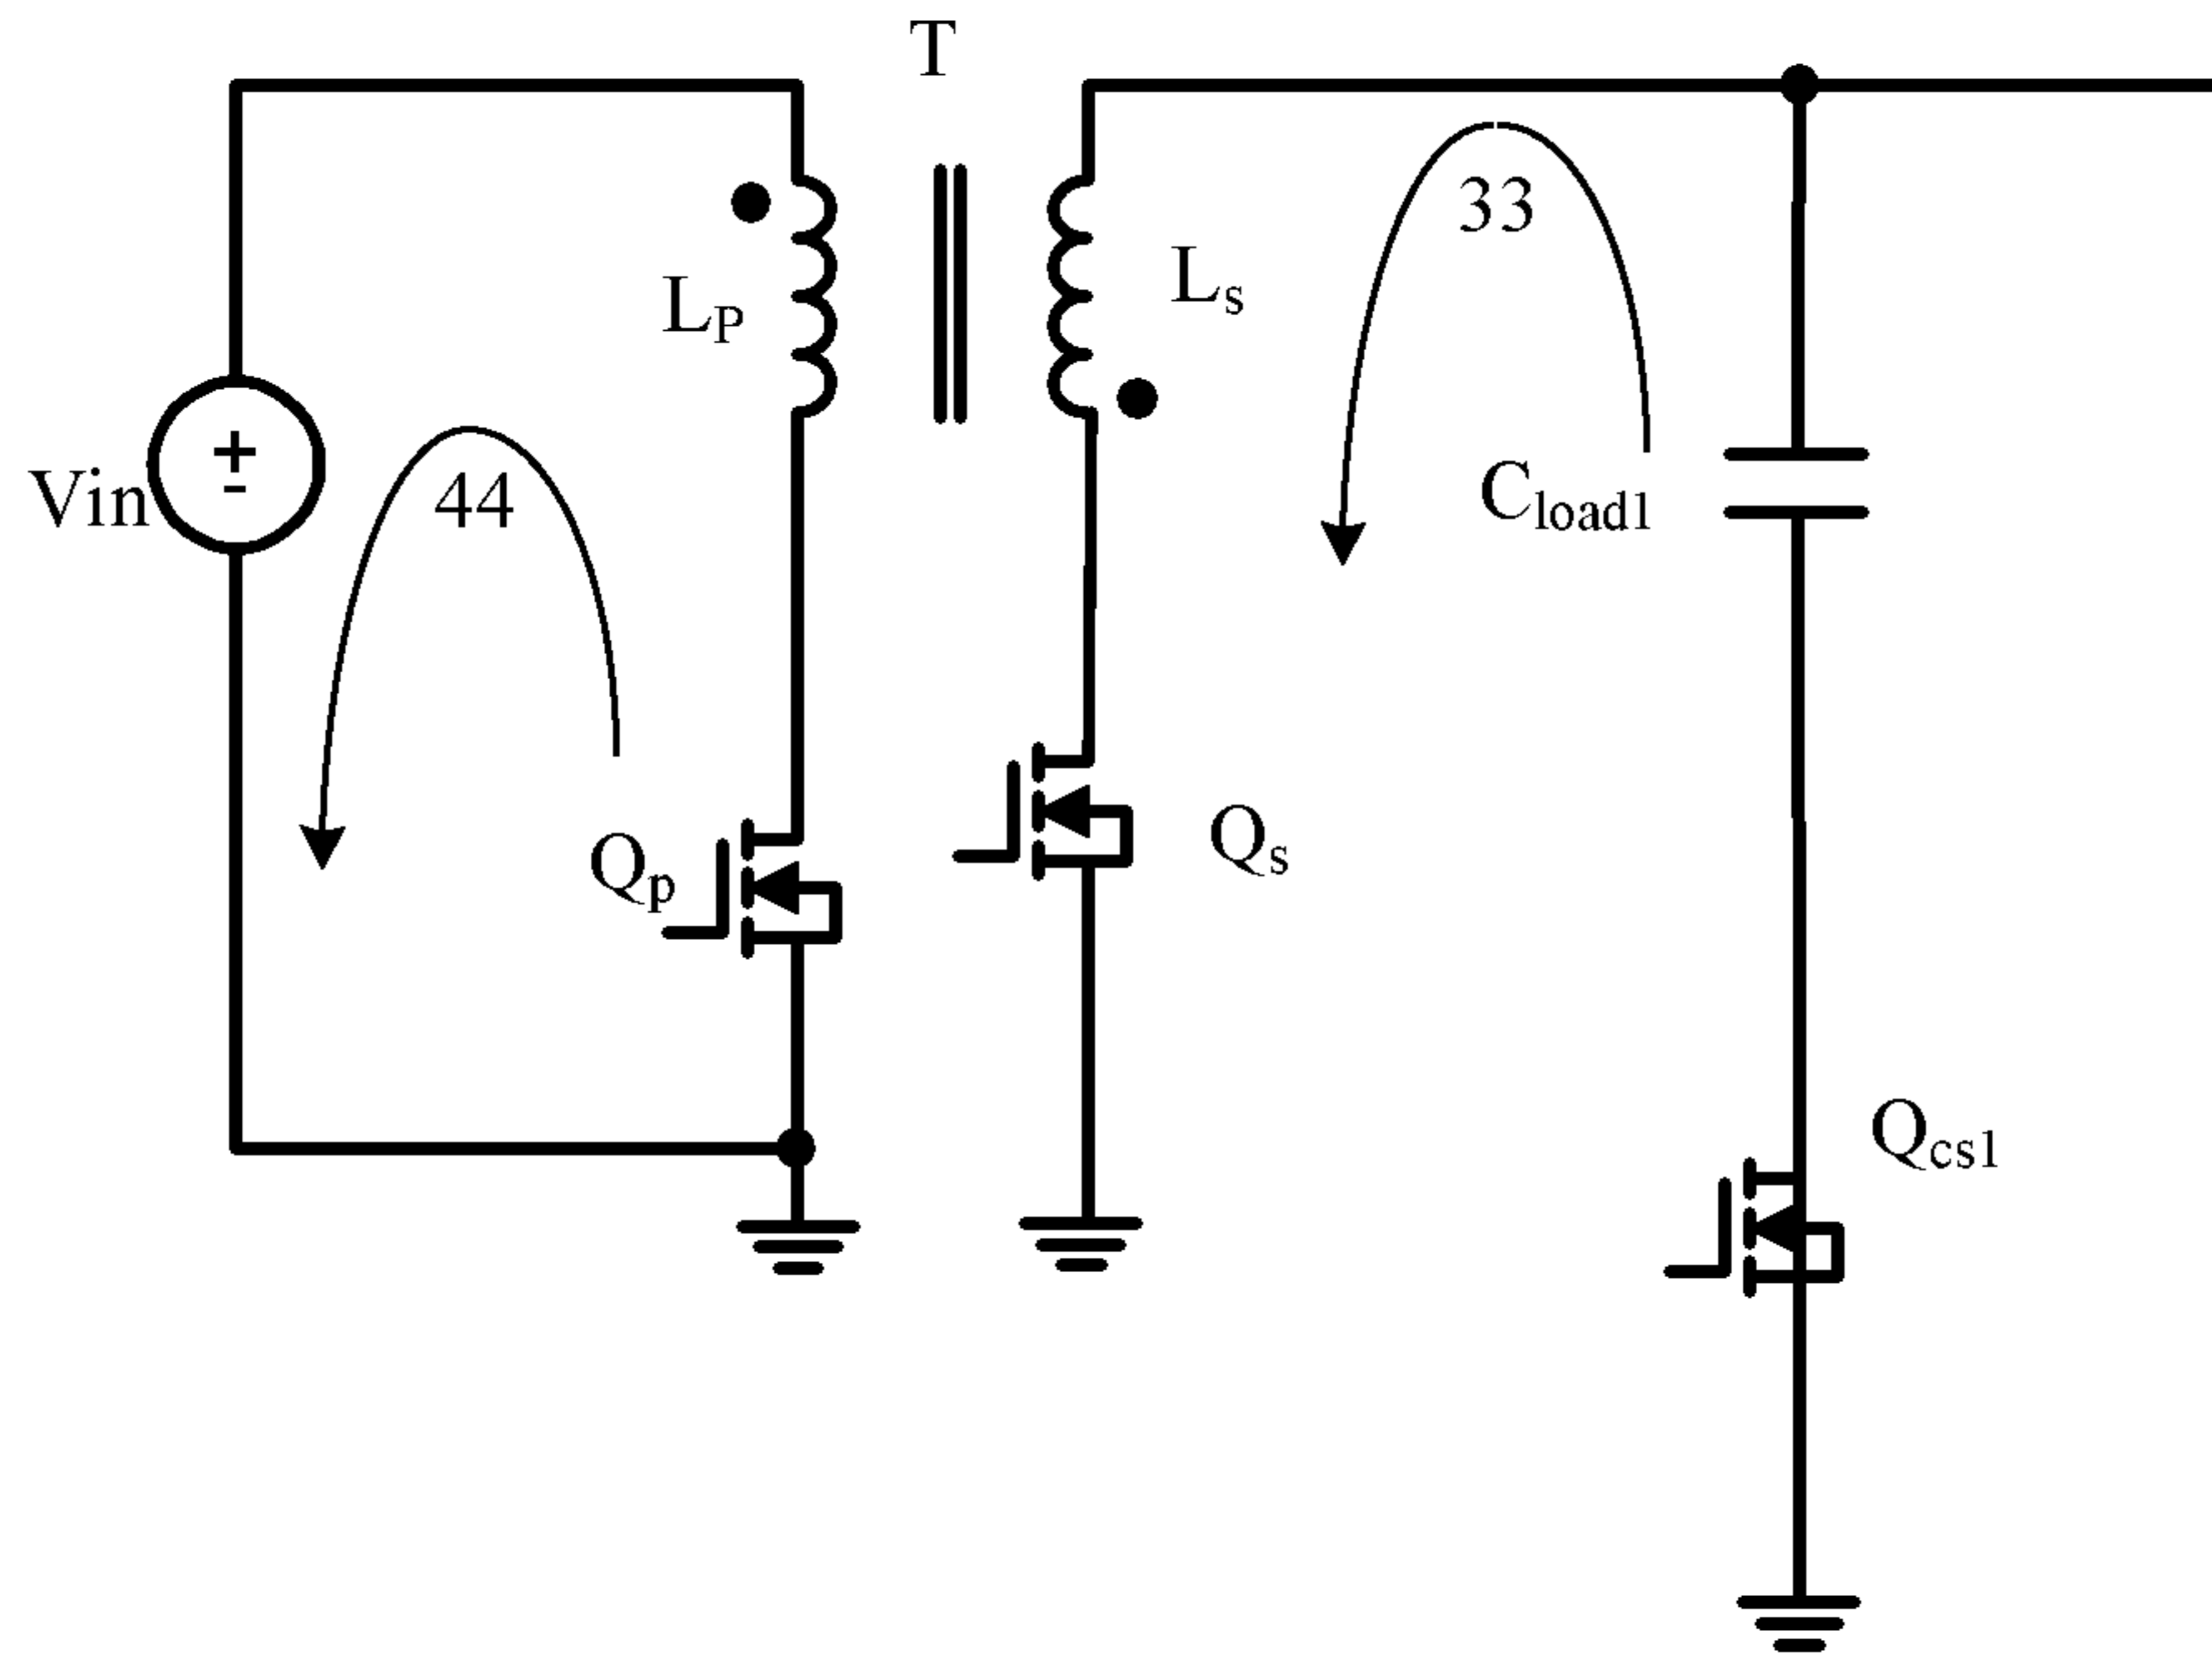 T
33
L_s
L_P
+
-
Vin
44
C_load1
Q_s
Q_p
Q_cs1